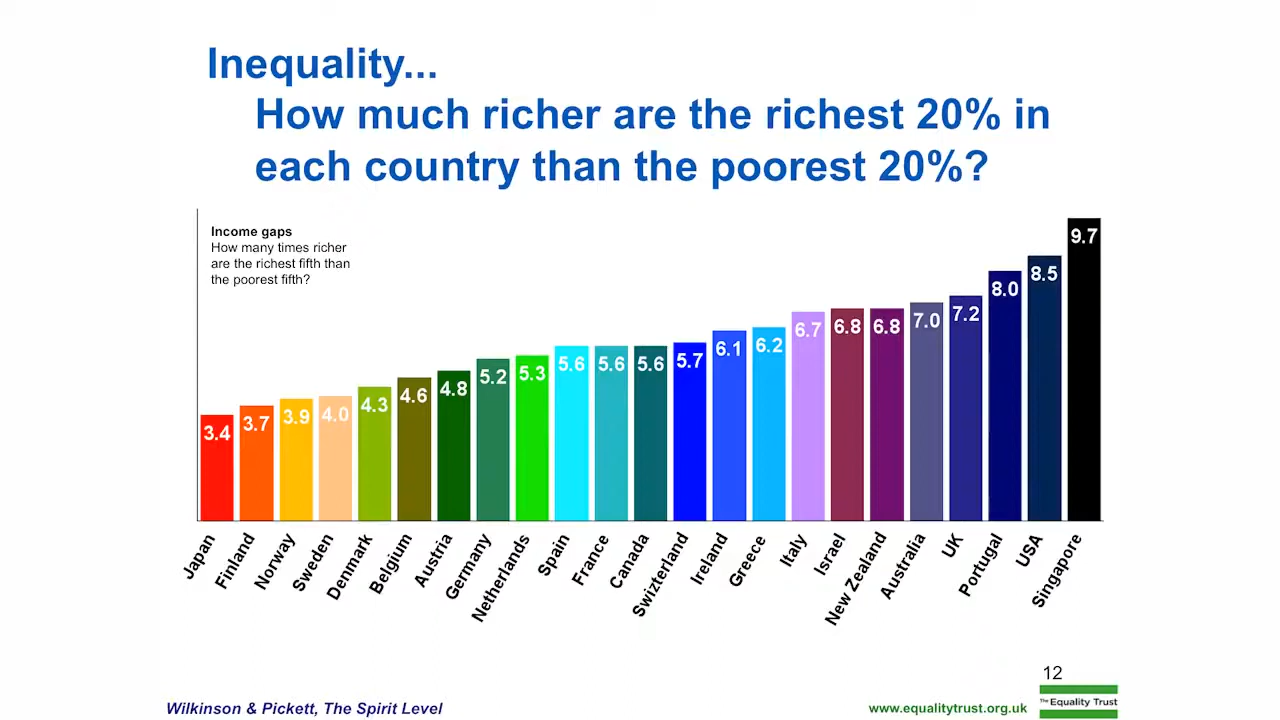 Inequality...
How much richer are the richest 20% in
each country than the poorest 20%?
Income gaps
How many times richer
are the richest fifth than
the poorest fifth?
3.4
3.7
3.9
4.0
4.3
4.6
4.8
5.2
5.3
5.6
5.6
5.6
5.7
6.1
6.2
6.7
6.8
6.8
7.0
7.2
8.0
8.5
9.7
Japan
Finland
Norway
Sweden
Denmark
Belgium
Austria
Germany
Netherlands
Spain
France
Canada
Swizterland
Ireland
Greece
Italy
Israel
New Zealand
Australia
UK
Portugal
USA
Singapore
12
Wilkinson & Pickett, The Spirit Level
www.equalitytrust.org.uk
The Equality Trust